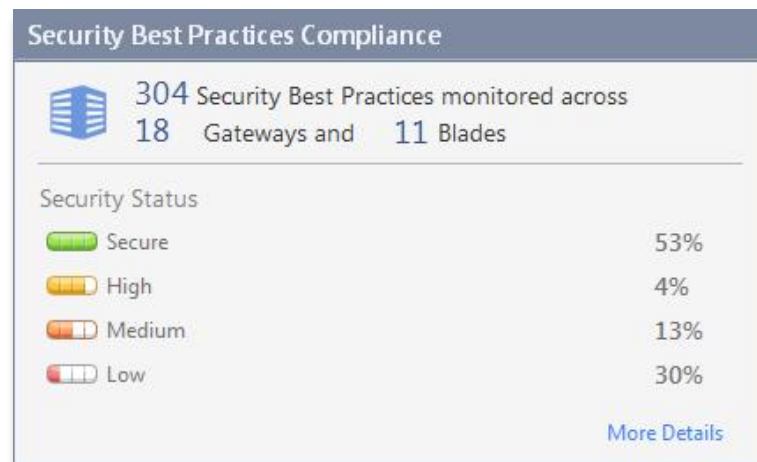 Security Best Practices Compliance
304 Security Best Practices monitored across
18 Gateways and 11 Blades
Security Status
Secure 53%
High 4%
Medium 13%
Low 30%
More Details